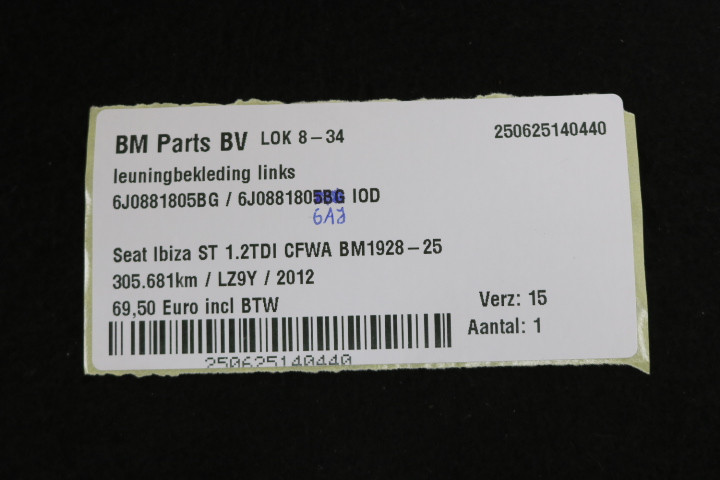 BM Parts BV LOK 8-34 250625140440
leuningbekleding links
6J0881805BG / 6J0881805BG IOD
6AJ
Seat Ibiza ST 1.2TDI CFWA BM1928-25
305.681km / LZ9Y / 2012
69,50 Euro incl BTW Verz: 15
Aantal: 1
250625140440